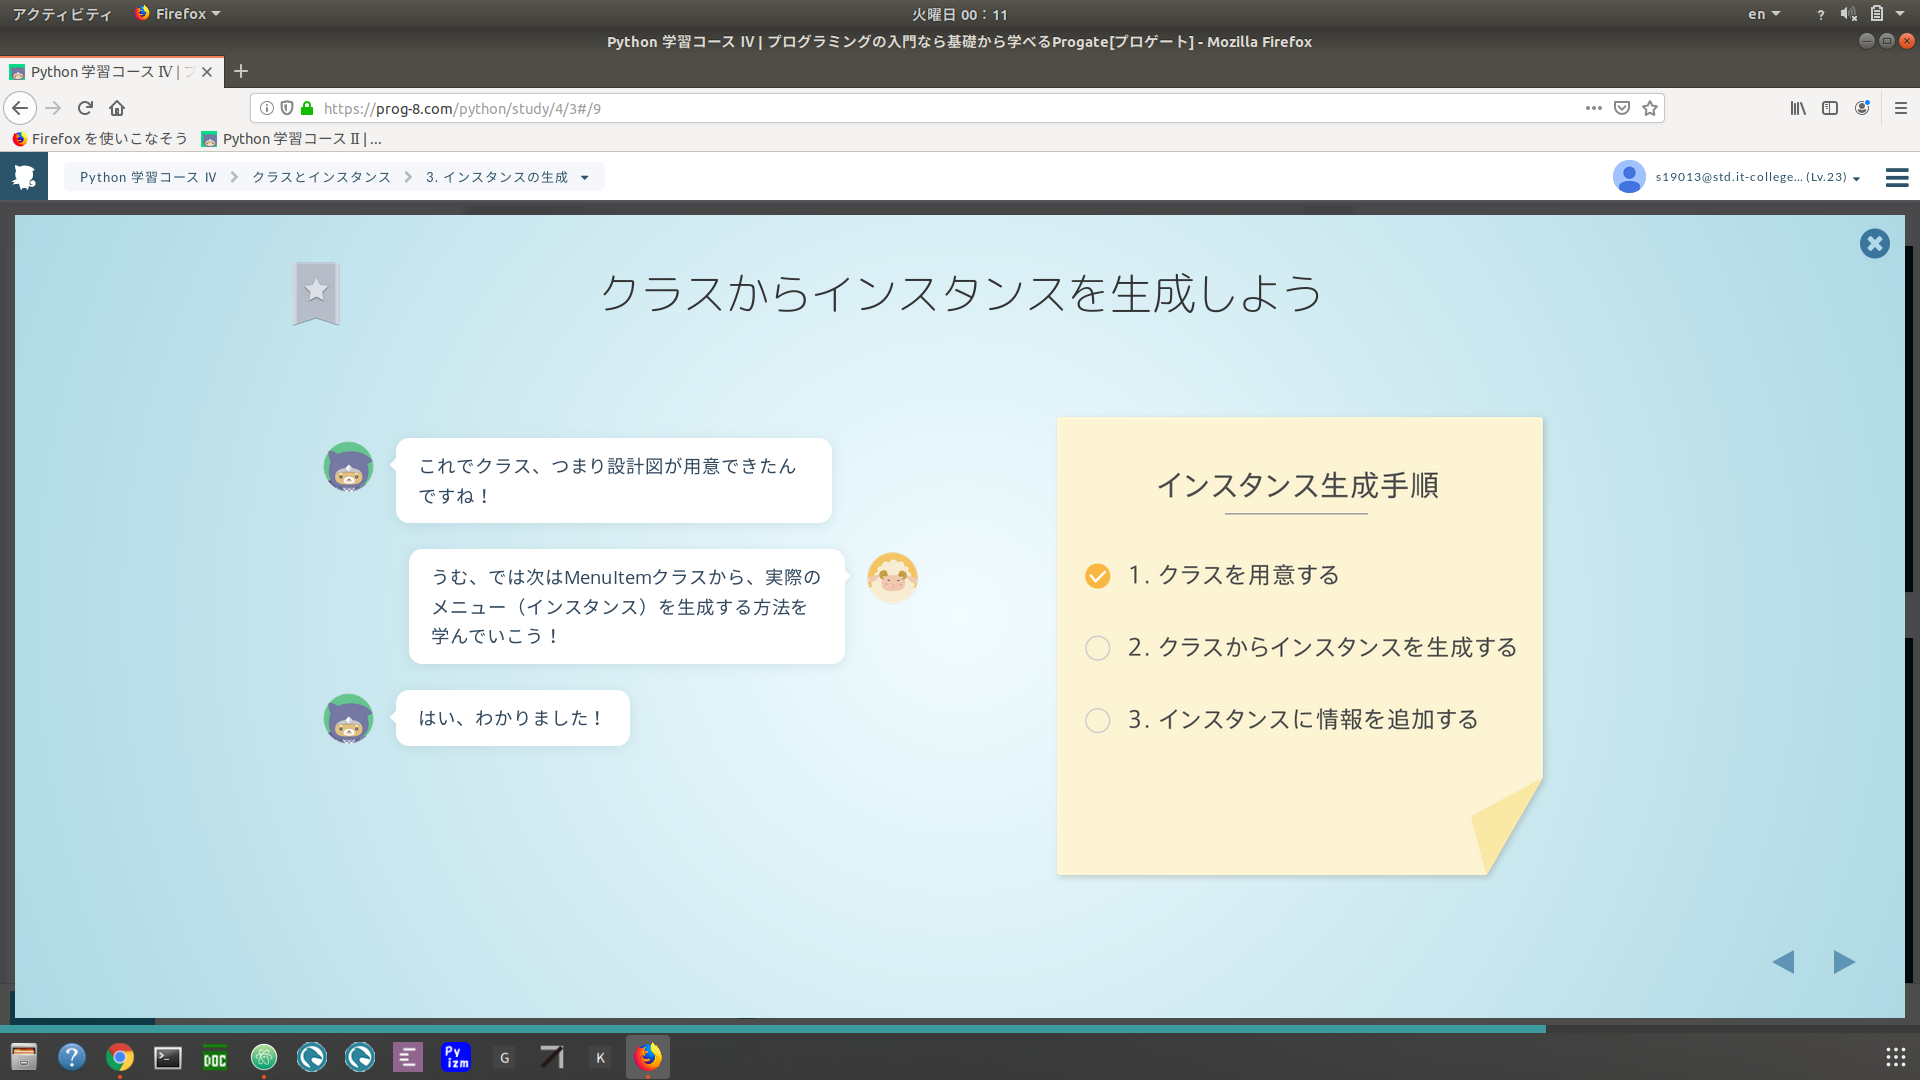 アクティビティ
Firefox
火曜日 00：11
en
Python 学習コース Ⅳ | プログラミングの入門なら基礎から学べるProgate[プロゲート] - Mozilla Firefox
Python 学習コース Ⅳ |
https://prog-8.com/python/study/4/3#/9
Firefox を使いこなそう
Python 学習コース Ⅱ | ...
Python 学習コース Ⅳ
クラスとインスタンス
3. インスタンスの生成
s19013@std.it-college... (Lv.23)
クラスからインスタンスを生成しよう
これでクラス、つまり設計図が用意できたん
ですね！
うむ、では次はMenuItemクラスから、実際の
メニュー（インスタンス）を生成する方法を
学んでいこう！
はい、わかりました！
インスタンス生成手順
1. クラスを用意する
2. クラスからインスタンスを生成する
3. インスタンスに情報を追加する
DOC
Py
izm
G
K